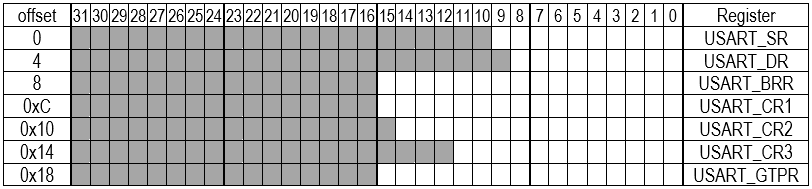 offset 31 30 29 28 27 26 25 24 23 22 21 20 19 18 17 16 15 14 13 12 11 10 9 8 7 6 5 4 3 2 1 0 Register
0 USART_SR
4 USART_DR
8 USART_BRR
0xC USART_CR1
0x10 USART_CR2
0x14 USART_CR3
0x18 USART_GTPR